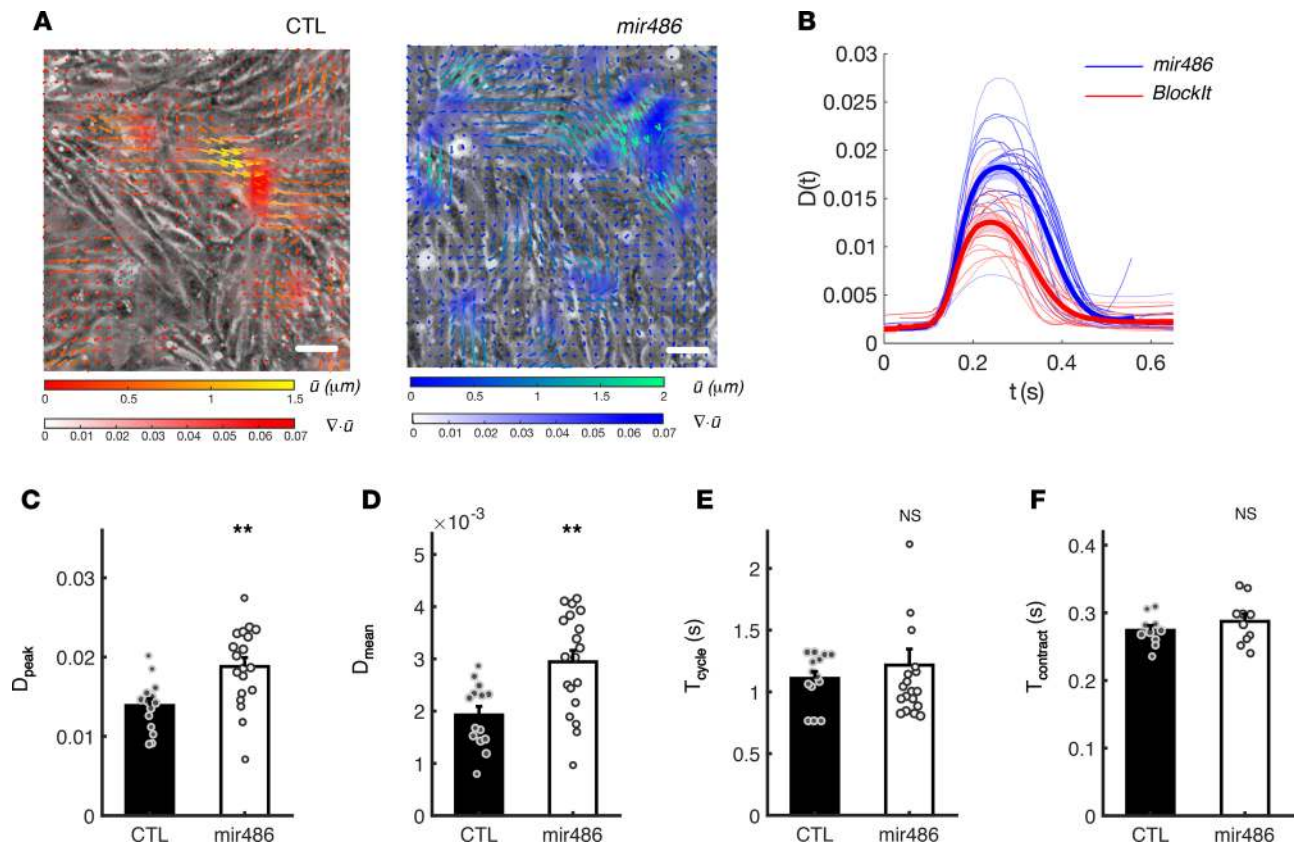 A
CTL
mir486
0 0.5 1 1.5 ū (μm)
0 0.01 0.02 0.03 0.04 0.05 0.06 0.07 ∇·ū
0 0.5 1 1.5 2 ū (μm)
0 0.01 0.02 0.03 0.04 0.05 0.06 0.07 ∇·ū
B
mir486
BlockIt
0.03
0.025
0.02
0.015
0.01
0.005
0
D(t)
0 0.2 0.4 0.6
t (s)
C
**
0.03
0.02
0.01
0
Dpeak
CTL mir486
D
×10⁻³
**
5
4
3
2
1
0
Dmean
CTL mir486
E
NS
2
1.5
1
0.5
0
Tcycle (s)
CTL mir486
F
NS
0.4
0.3
0.2
0.1
0
Tcontract (s)
CTL mir486